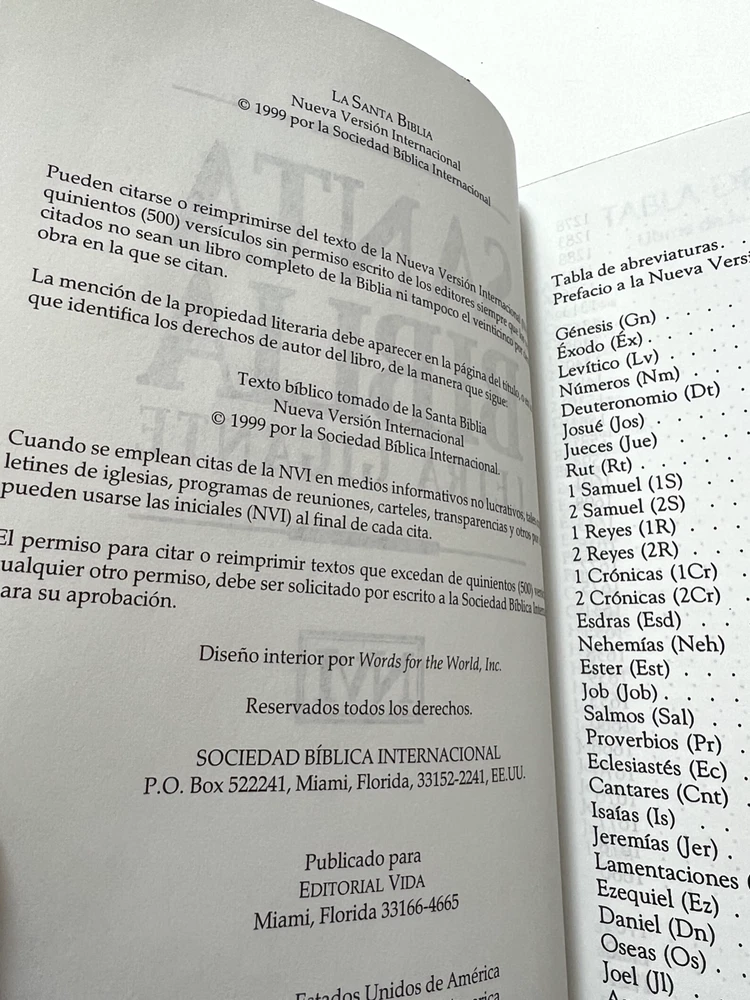 LA SANTA BIBLIA
Nueva Versión Internacional
© 1999 por la Sociedad Bíblica Internacional
Pueden citarse o reimprimirse del texto de la Nueva Versión Internacional
quinientos (500) versículos sin permiso escrito de los editores siempre que los
citados no sean un libro completo de la Biblia ni tampoco el veinticinco por
obra en la que se citan.
La mención de la propiedad literaria debe aparecer en la página del título, o en
que identifica los derechos de autor del libro, de la manera que sigue:
Texto bíblico tomado de la Santa Biblia
Nueva Versión Internacional
© 1999 por la Sociedad Bíblica Internacional.
Cuando se emplean citas de la NVI en medios informativos no lucrativos, tales
letines de iglesias, programas de reuniones, carteles, transparencias y otros por
pueden usarse las iniciales (NVI) al final de cada cita.
El permiso para citar o reimprimir textos que excedan de quinientos (500)
ualquier otro permiso, debe ser solicitado por escrito a la Sociedad Bíblica
ara su aprobación.
Diseño interior por Words for the World, Inc.
Reservados todos los derechos.
SOCIEDAD BÍBLICA INTERNACIONAL
P.O. Box 522241, Miami, Florida, 33152-2241, EE.UU.
Publicado para
EDITORIAL VIDA
Miami, Florida 33166-4665
Estados Unidos de América
Tabla de abreviaturas. .
Prefacio a la Nueva Versi
Génesis (Gn) . . . .
Éxodo (Éx). . . . .
Levítico (Lv) . . . .
Números (Nm) . . .
Deuteronomio (Dt) .
Josué (Jos) . . . .
Jueces (Jue) . . . .
Rut (Rt) . . . . .
1 Samuel (1S) . . .
2 Samuel (2S) . . .
1 Reyes (1R) . . .
2 Reyes (2R) . . .
1 Crónicas (1Cr) . .
2 Crónicas (2Cr) . .
Esdras (Esd) . . .
Nehemías (Neh)
Ester (Est) . . .
Job (Job) . . . .
Salmos (Sal) . . .
Proverbios (Pr) . .
Eclesiastés (Ec) . .
Cantares (Cnt) . .
Isaías (Is) . . .
Jeremías (Jer) . .
Lamentaciones (
Ezequiel (Ez) . .
Daniel (Dn) . .
Oseas (Os) . . .
Joel (Jl) . . .